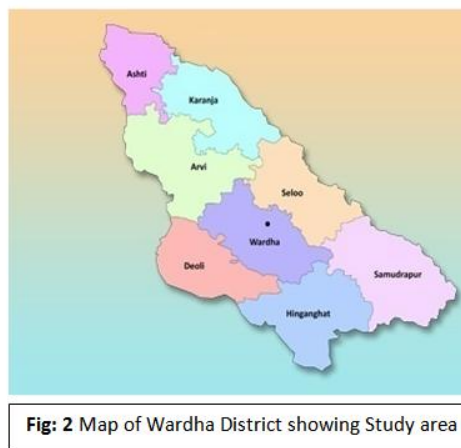 Ashti
Karanja
Arvi
Seloo
Wardha
Deoli
Samudrapur
Hinganghat
Fig: 2 Map of Wardha District showing Study area